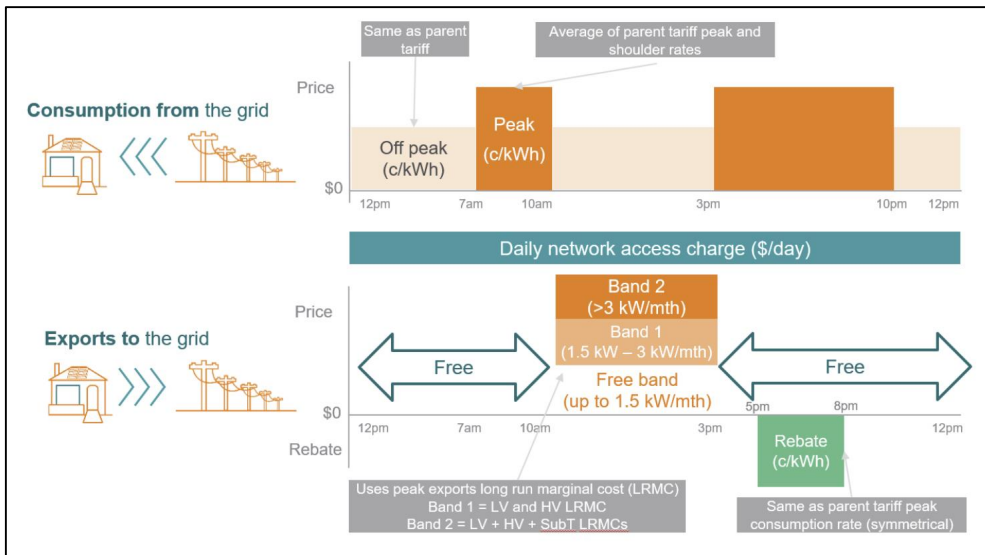 Same as parent
tariff
Average of parent tariff peak and
shoulder rates
Price
Consumption from the grid
Peak
(c/kWh)
Off peak
(c/kWh)
$0
12pm
7am
10am
3pm
10pm
12pm
Daily network access charge ($/day)
Band 2
(>3 kW/mth)
Price
Band 1
(1.5 kW – 3 kW/mth)
Exports to the grid
Free
Free
Free band
(up to 1.5 kW/mth)
5pm
8pm
$0
12pm
7am
10am
3pm
12pm
Rebate
Rebate
(c/kWh)
Uses peak exports long run marginal cost (LRMC)
Band 1 = LV and HV LRMC
Band 2 = LV + HV + SubT LRMCs
Same as parent tariff peak
consumption rate (symmetrical)